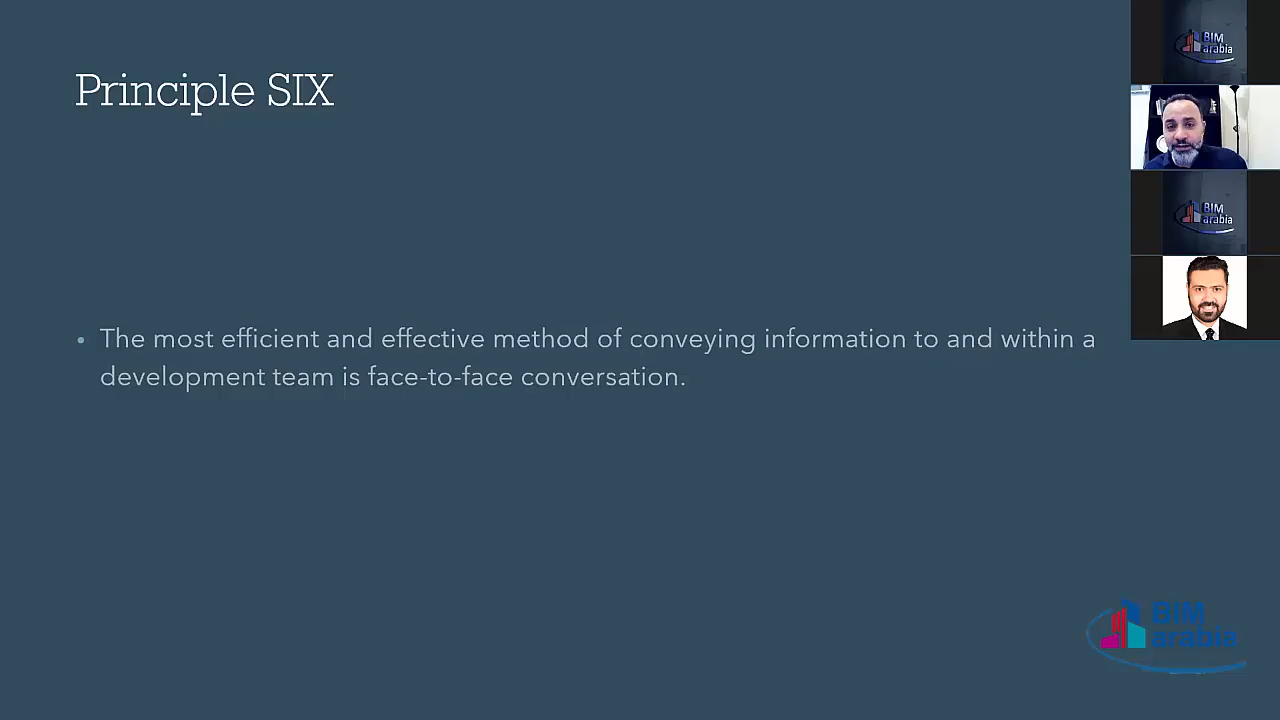 Principle SIX
BIM
arabia
BIM
arabia
• The most efficient and effective method of conveying information to and within a
development team is face-to-face conversation.
BIM
arabia